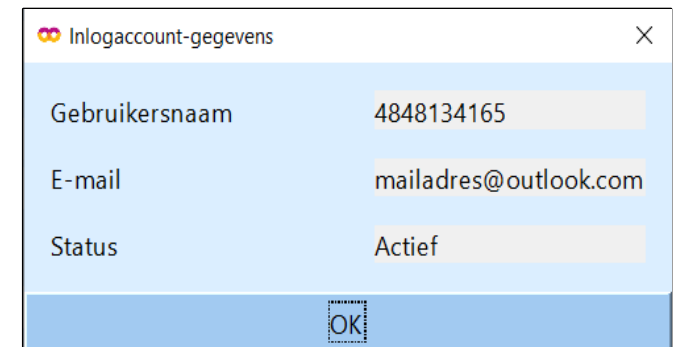 Inlogaccount-gegevens
Gebruikersnaam 4848134165
E-mail mailadres@outlook.com
Status Actief
OK